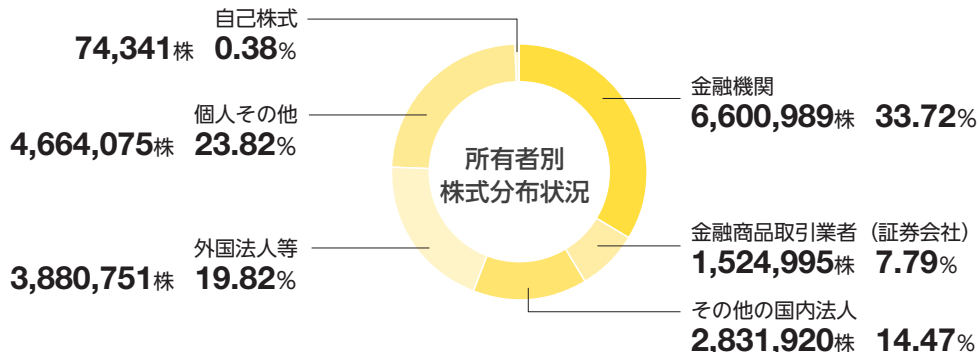 自己株式
74,341株 0.38%
個人その他
4,664,075株 23.82%
外国法人等
3,880,751株 19.82%
所有者別
株式分布状況
金融機関
6,600,989株 33.72%
金融商品取引業者（証券会社）
1,524,995株 7.79%
その他の国内法人
2,831,920株 14.47%